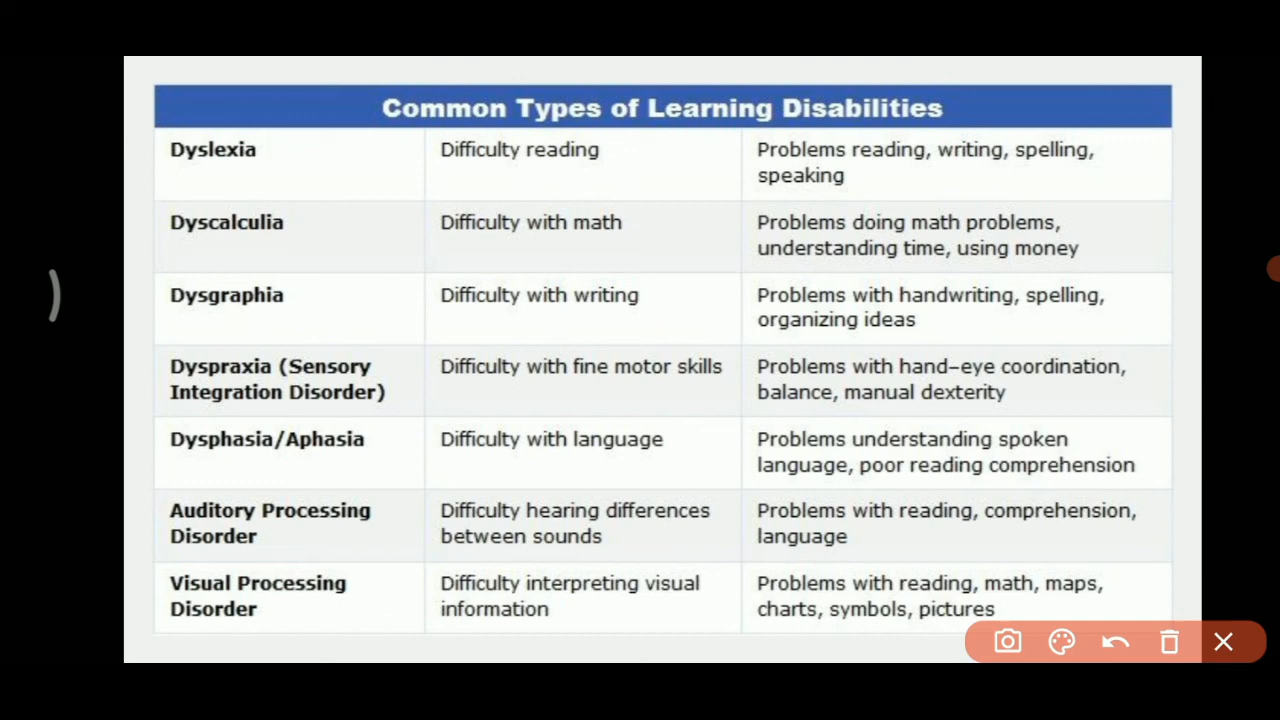 Common Types of Learning Disabilities
Dyslexia
Difficulty reading
Problems reading, writing, spelling,
speaking
Dyscalculia
Difficulty with math
Problems doing math problems,
understanding time, using money
Dysgraphia
Difficulty with writing
Problems with handwriting, spelling,
organizing ideas
Dyspraxia (Sensory
Integration Disorder)
Difficulty with fine motor skills
Problems with hand–eye coordination,
balance, manual dexterity
Dysphasia/Aphasia
Difficulty with language
Problems understanding spoken
language, poor reading comprehension
Auditory Processing
Disorder
Difficulty hearing differences
between sounds
Problems with reading, comprehension,
language
Visual Processing
Disorder
Difficulty interpreting visual
information
Problems with reading, math, maps,
charts, symbols, pictures